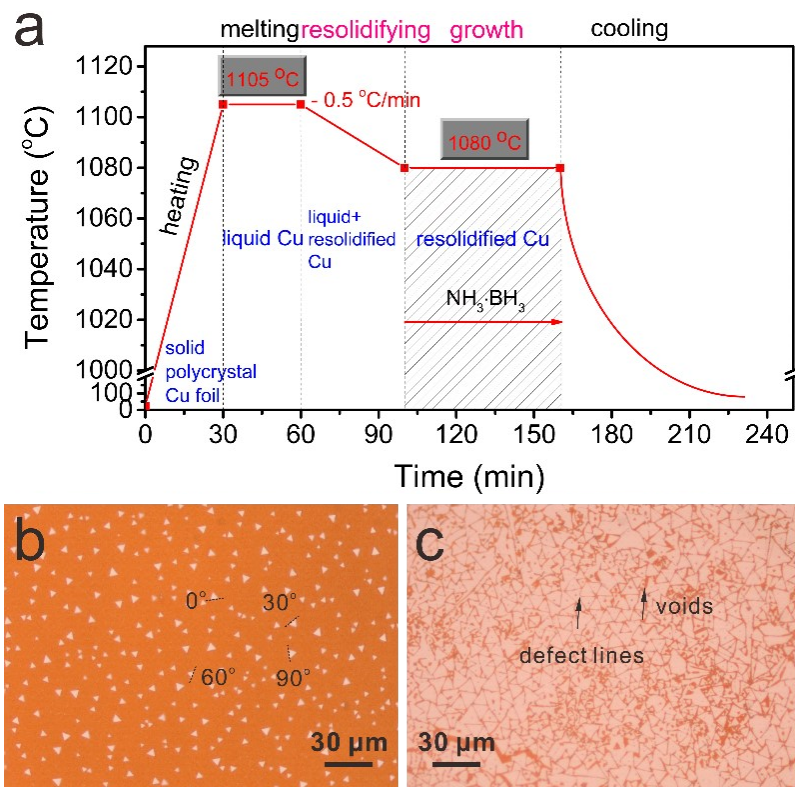 a
melting resolidifying growth cooling
1105 °C
- 0.5 °C/min
1080 °C
heating
liquid Cu
liquid+
resolidified
Cu
resolidified Cu
NH₃·BH₃
solid
polycrystal
Cu foil
Temperature (°C)
1120
1100
1080
1060
1040
1020
1000
100
0
0 30 60 90 120 150 180 210 240
Time (min)
b
0° 30°
60° 90°
30 µm
c
voids
defect lines
30 µm